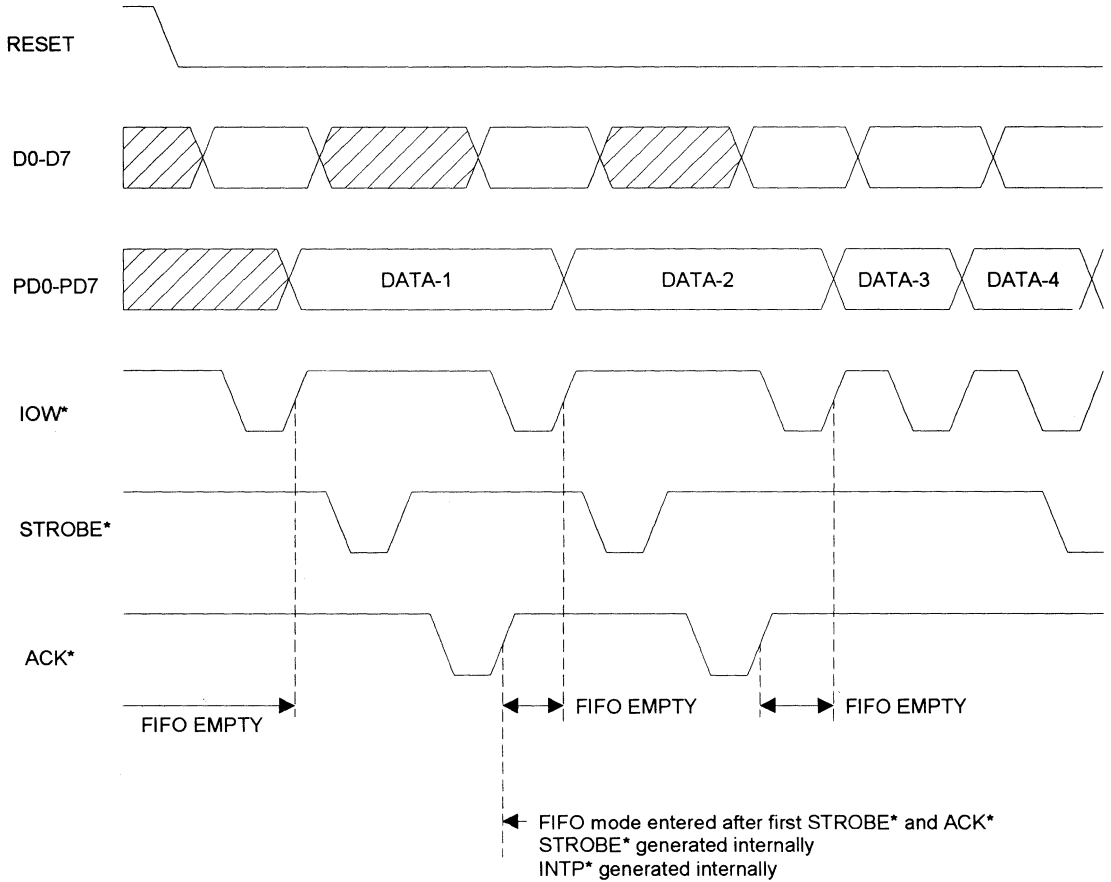 RESET
D0-D7
PD0-PD7 DATA-1 DATA-2 DATA-3 DATA-4
IOW*
STROBE*
ACK*
FIFO EMPTY FIFO EMPTY FIFO EMPTY
FIFO mode entered after first STROBE* and ACK*
STROBE* generated internally
INTP* generated internally